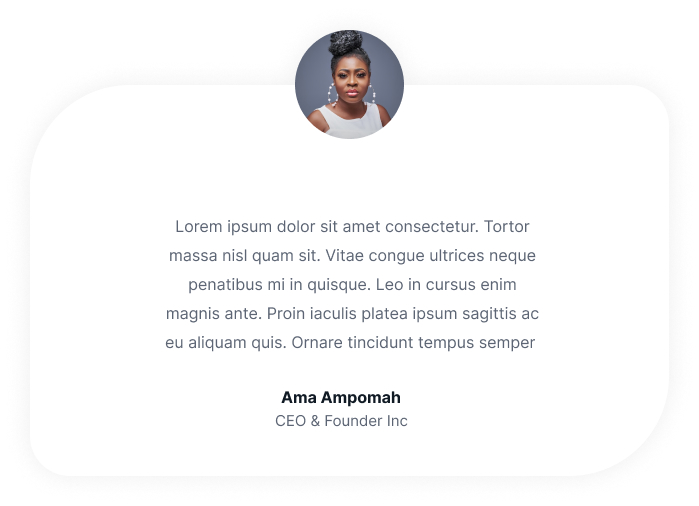 Lorem ipsum dolor sit amet consectetur. Tortor
massa nisl quam sit. Vitae congue ultrices neque
penatibus mi in quisque. Leo in cursus enim
magnis ante. Proin iaculis platea ipsum sagittis ac
eu aliquam quis. Ornare tincidunt tempus semper
Ama Ampomah
CEO & Founder Inc